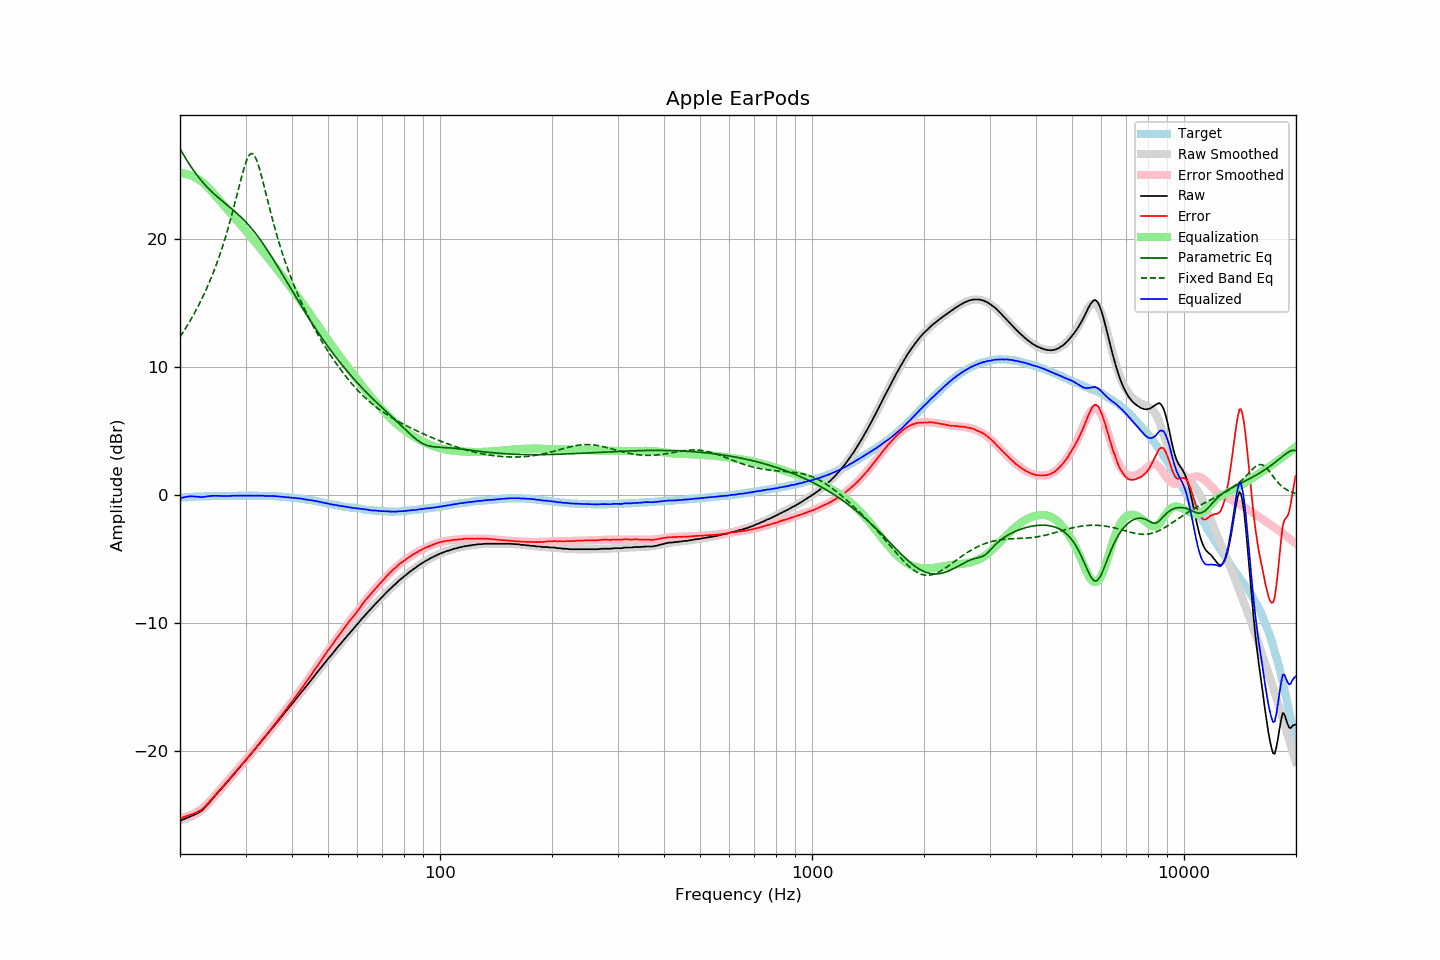 Apple EarPods
Target
Raw Smoothed
Error Smoothed
Raw
Error
Equalization
Parametric Eq
Fixed Band Eq
Equalized
Amplitude (dBr)
20
10
0
−10
−20
100
1000
10000
Frequency (Hz)